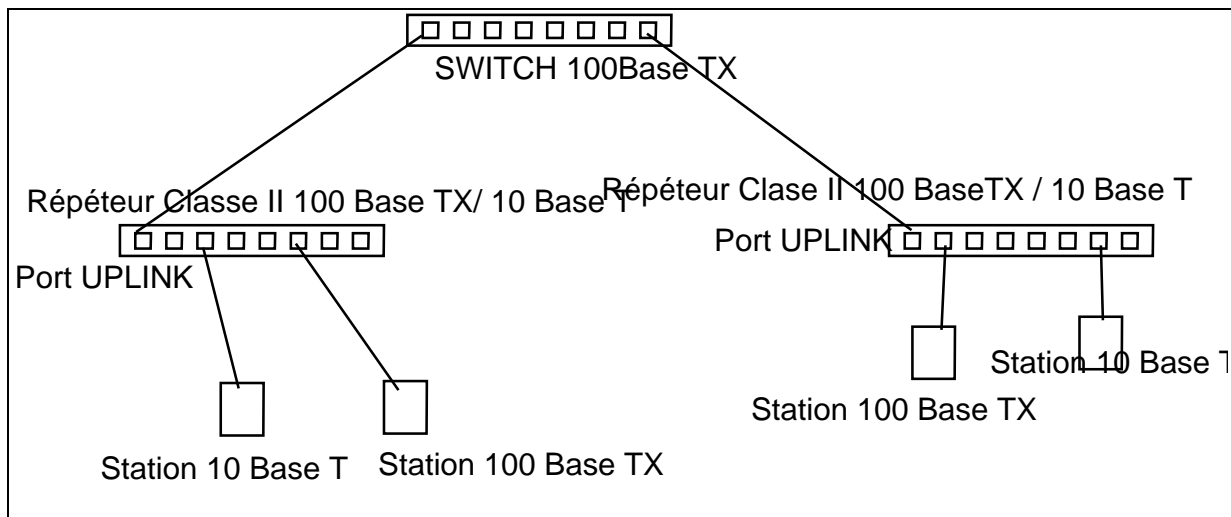 SWITCH 100Base TX
Répéteur Classe II 100 Base TX/ 10 Base T
Répéteur Clase II 100 BaseTX / 10 Base T
Port UPLINK
Port UPLINK
Station 10 Base T
Station 100 Base TX
Station 10 Base T
Station 100 Base TX